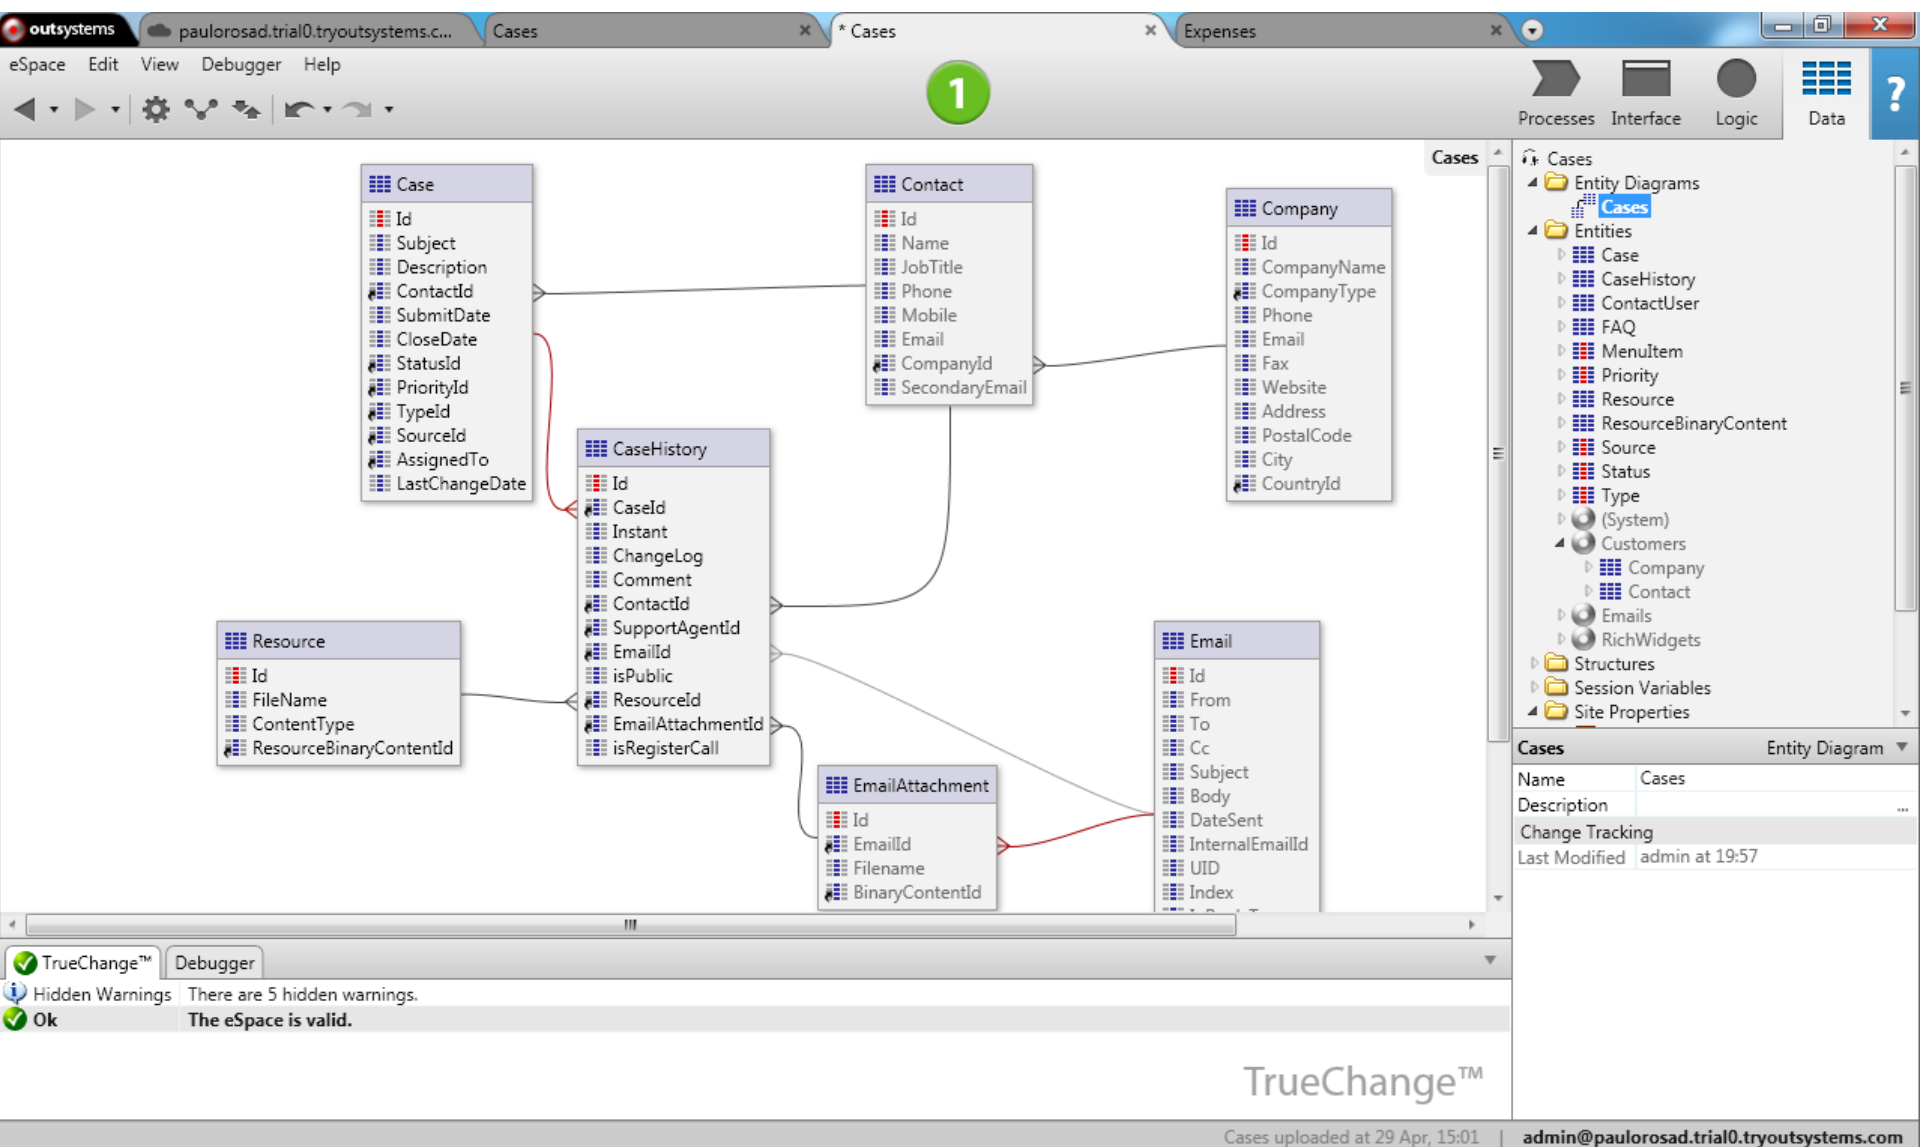 outsystems
paulorosad.trial0.tryoutsystems.c...
Cases
* Cases
Expenses
eSpace Edit View Debugger Help
1
Processes Interface Logic Data
?
Cases
Case
Id
Subject
Description
ContactId
SubmitDate
CloseDate
StatusId
PriorityId
TypeId
SourceId
AssignedTo
LastChangeDate
Contact
Id
Name
JobTitle
Phone
Mobile
Email
CompanyId
SecondaryEmail
Company
Id
CompanyName
CompanyType
Phone
Email
Fax
Website
Address
PostalCode
City
CountryId
CaseHistory
Id
CaseId
Instant
ChangeLog
Comment
ContactId
SupportAgentId
EmailId
isPublic
ResourceId
EmailAttachmentId
isRegisterCall
Resource
Id
FileName
ContentType
ResourceBinaryContentId
EmailAttachment
Id
EmailId
Filename
BinaryContentId
Email
Id
From
To
Cc
Subject
Body
DateSent
InternalEmailId
UID
Index
Cases
Entity Diagrams
Cases
Entities
Case
CaseHistory
ContactUser
FAQ
MenuItem
Priority
Resource
ResourceBinaryContent
Source
Status
Type
(System)
Customers
Company
Contact
Emails
RichWidgets
Structures
Session Variables
Site Properties
Cases Entity Diagram
Name Cases
Description ...
Change Tracking
Last Modified admin at 19:57
TrueChange™ Debugger
Hidden Warnings There are 5 hidden warnings.
Ok The eSpace is valid.
TrueChange™
Cases uploaded at 29 Apr, 15:01 | admin@paulorosad.trial0.tryoutsystems.com